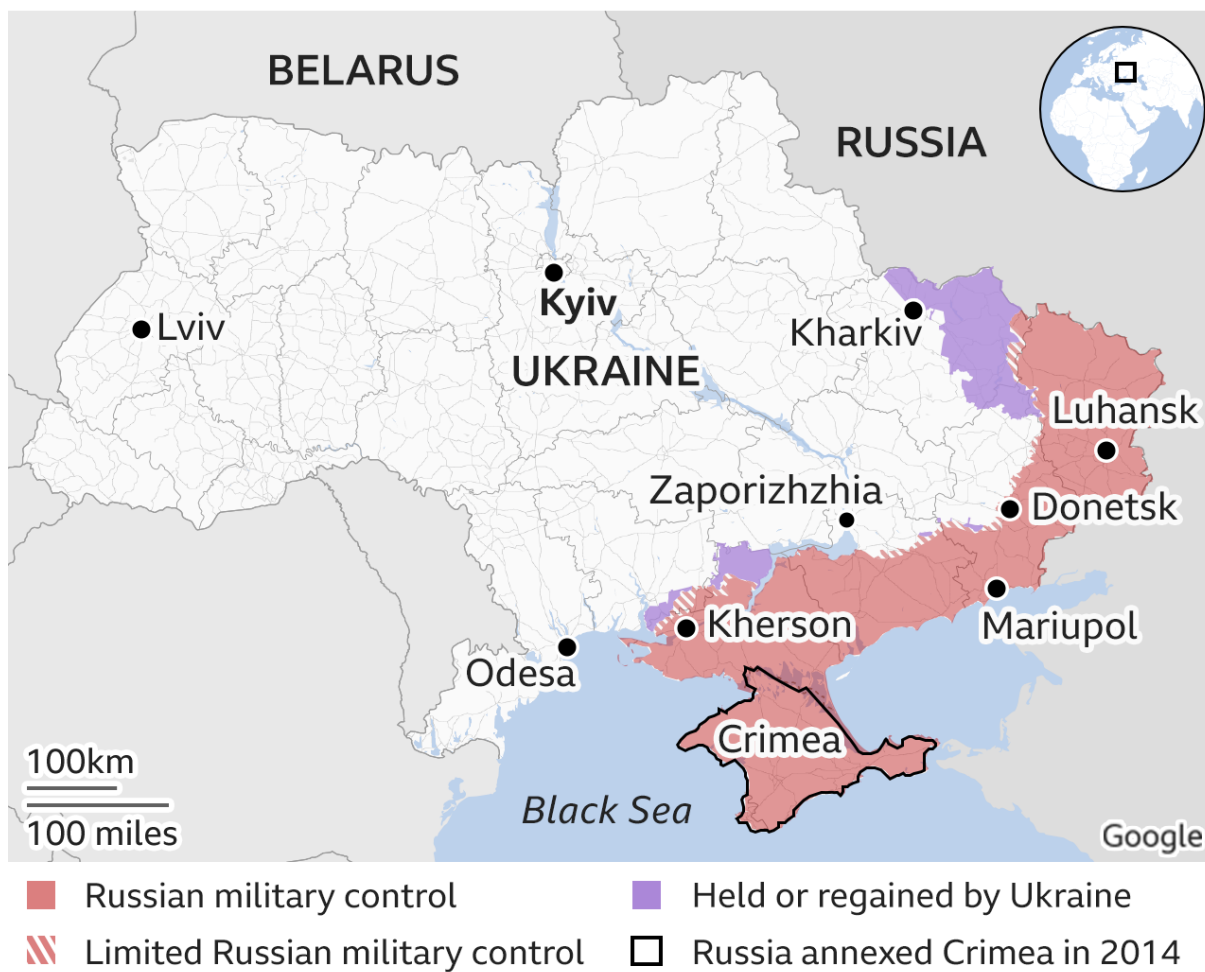 BELARUS
RUSSIA
Kyiv
Lviv
Kharkiv
UKRAINE
Luhansk
Zaporizhzhia
Donetsk
Kherson
Mariupol
Odesa
Crimea
100km
100 miles
Black Sea
Google
Russian military control
Held or regained by Ukraine
Limited Russian military control
Russia annexed Crimea in 2014